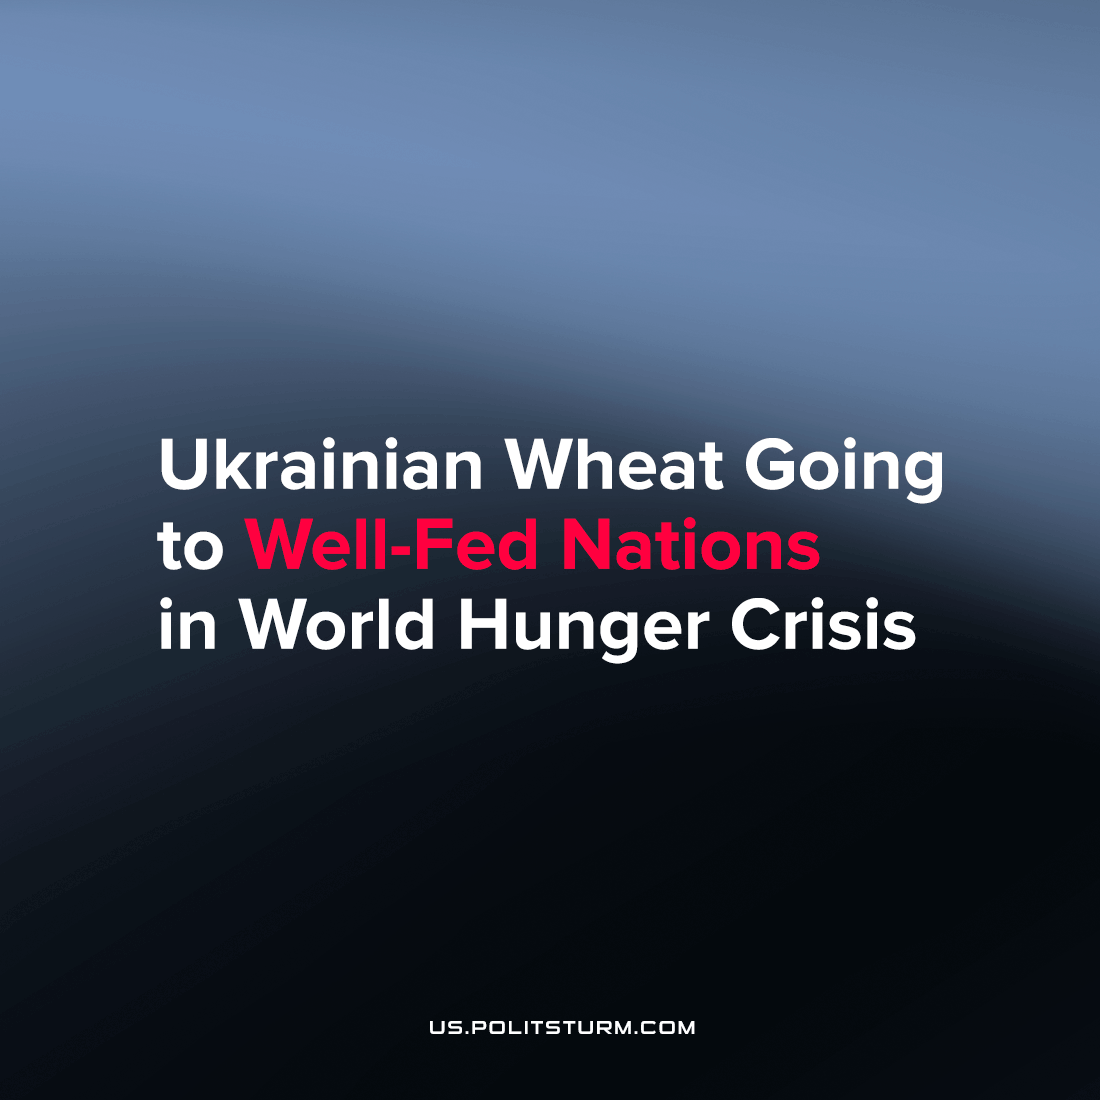 Ukrainian Wheat Going
to Well-Fed Nations
in World Hunger Crisis
US.POLITSTURM.COM